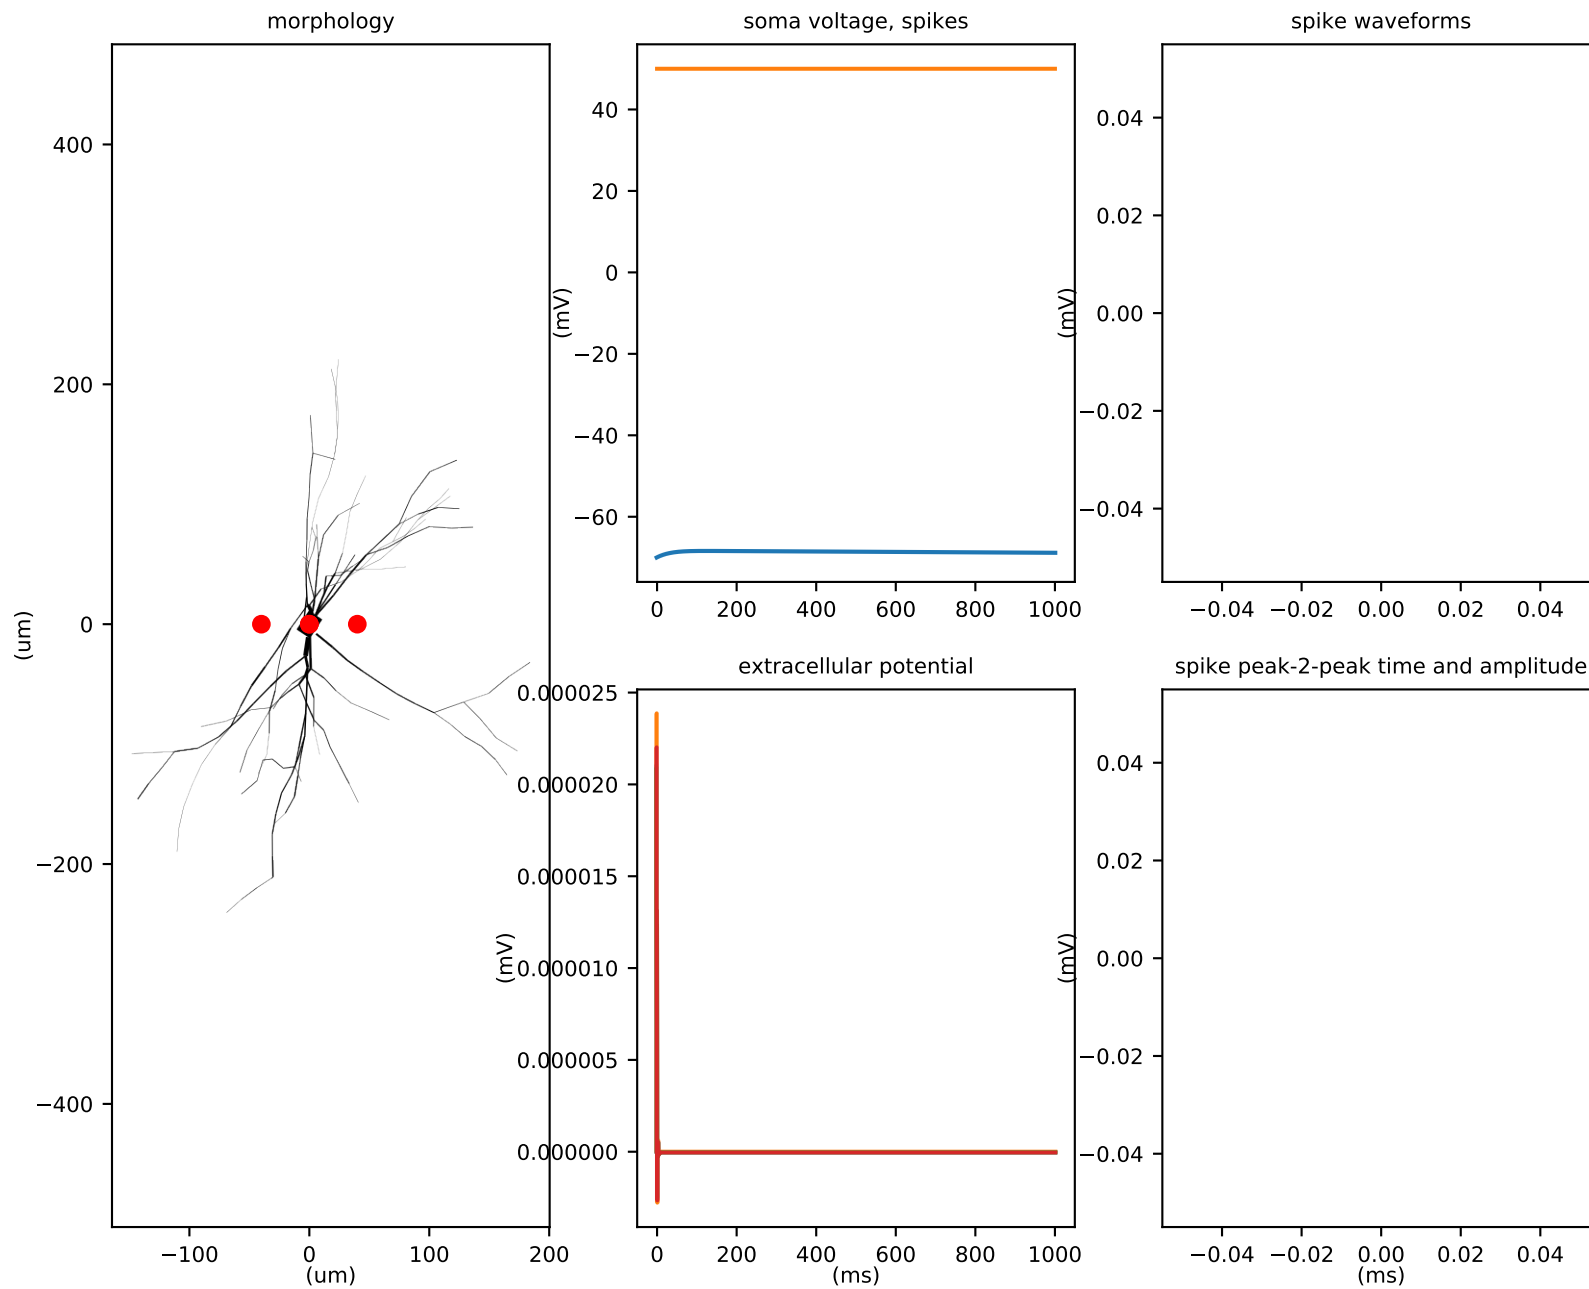 morphology
400
200
0
−200
−400
(um)
−100 0 100 200
(um)
soma voltage, spikes
40
20
0
−20
−40
−60
(mV)
0 200 400 600 800 1000
spike waveforms
0.04
0.02
0.00
−0.02
−0.04
(mV)
−0.04 −0.02 0.00 0.02 0.04
extracellular potential
0.000025
0.000020
0.000015
0.000010
0.000005
0.000000
(mV)
0 200 400 600 800 1000
(ms)
spike peak-2-peak time and amplitude
0.04
0.02
0.00
−0.02
−0.04
(mV)
−0.04 −0.02 0.00 0.02 0.04
(ms)